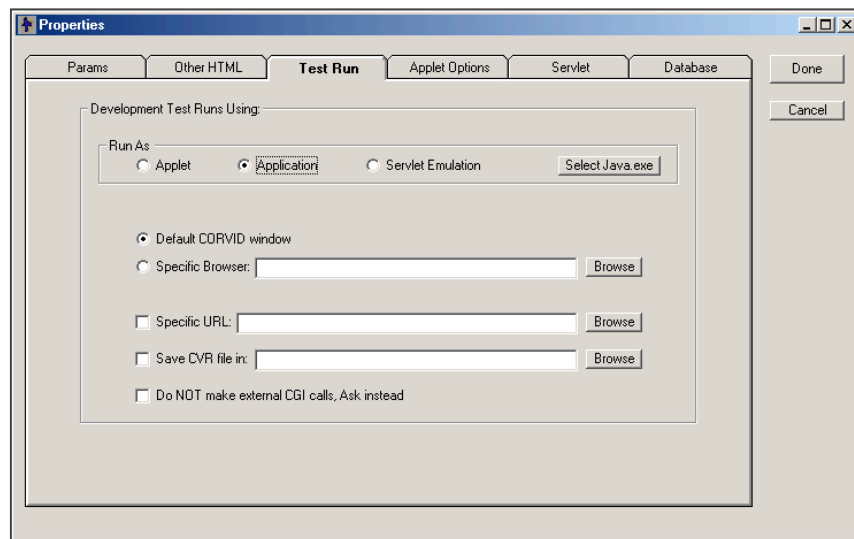 Properties
Params Other HTML Test Run Applet Options Servlet Database
Done
Cancel
Development Test Runs Using:
Run As
Applet Application Servlet Emulation Select Java.exe
Default CORVID window
Specific Browser: Browse
Specific URL: Browse
Save CVR file in: Browse
Do NOT make external CGI calls, Ask instead